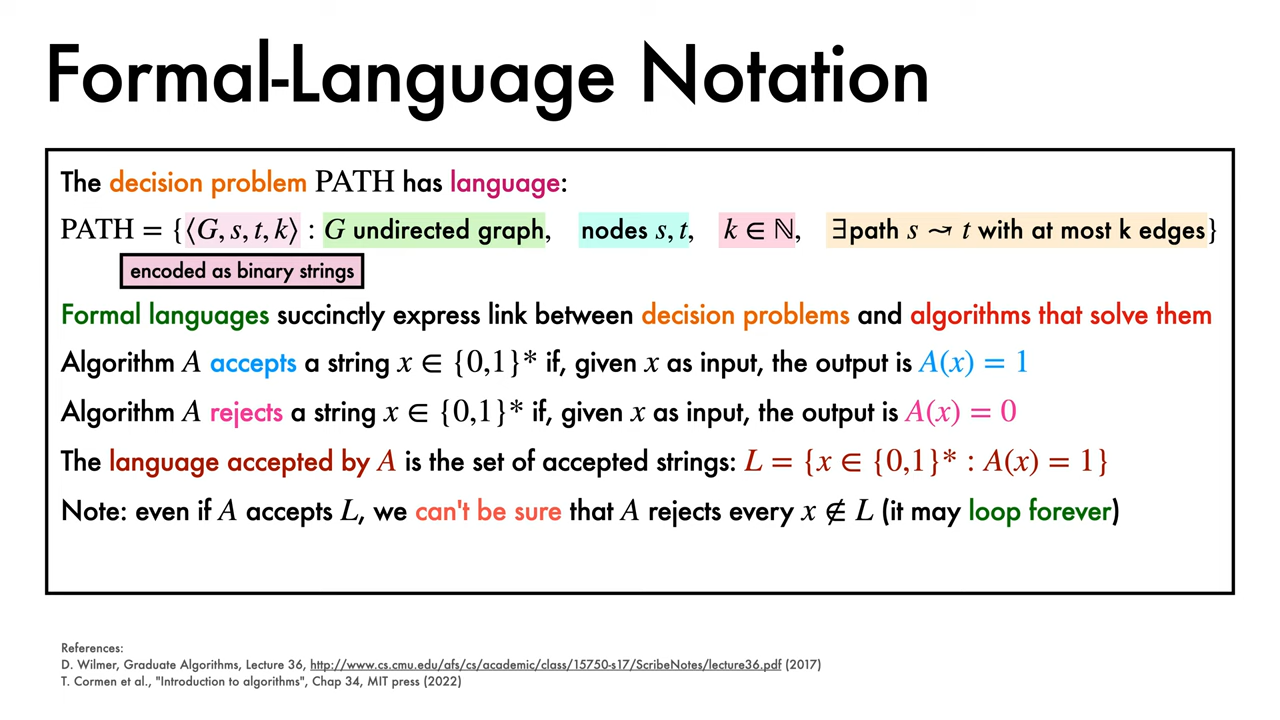 Formal-Language Notation
The decision problem PATH has language:
PATH = {⟨G, s, t, k⟩ : G undirected graph, nodes s, t, k ∈ ℕ, ∃path s ⇝ t with at most k edges}
encoded as binary strings
Formal languages succinctly express link between decision problems and algorithms that solve them
Algorithm A accepts a string x ∈ {0,1}* if, given x as input, the output is A(x) = 1
Algorithm A rejects a string x ∈ {0,1}* if, given x as input, the output is A(x) = 0
The language accepted by A is the set of accepted strings: L = {x ∈ {0,1}* : A(x) = 1}
Note: even if A accepts L, we can't be sure that A rejects every x ∉ L (it may loop forever)
References:
D. Wilmer, Graduate Algorithms, Lecture 36, http://www.cs.cmu.edu/afs/cs/academic/class/15750-s17/ScribeNotes/lecture36.pdf (2017)
T. Cormen et al., "Introduction to algorithms", Chap 34, MIT press (2022)